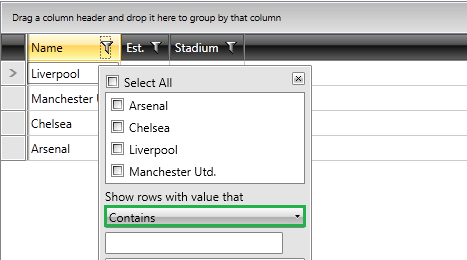 Drag a column header and drop it here to group by that column
Name Est. Stadium
Liverpool
Manchester U
Chelsea
Arsenal
Select All
Arsenal
Chelsea
Liverpool
Manchester Utd.
Show rows with value that
Contains